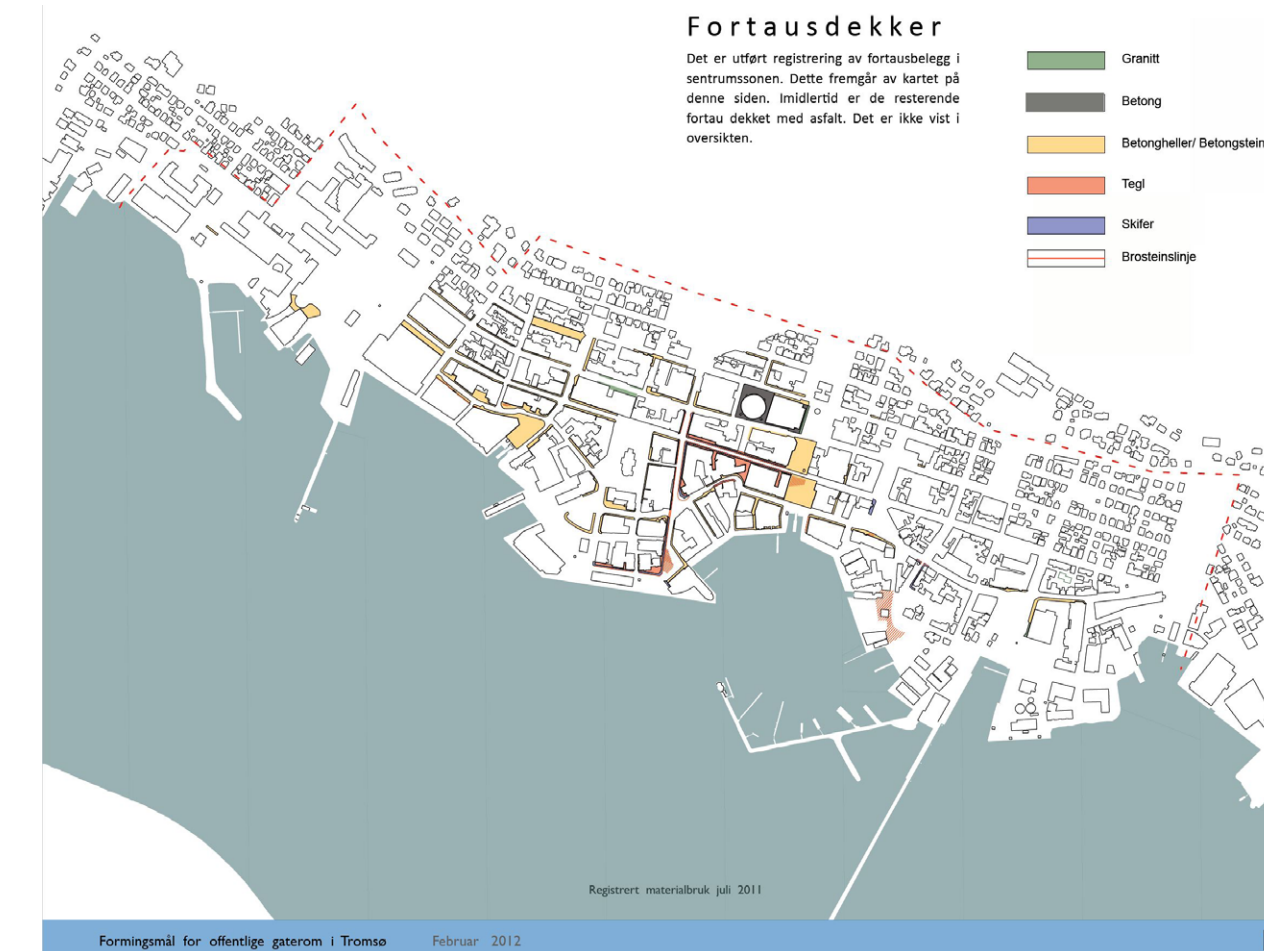 Fortausdekker
Det er utført registrering av fortausbelegg i
sentrumssonen. Dette fremgår av kartet på
denne siden. Imidlertid er de resterende
fortau dekket med asfalt. Det er ikke vist i
oversikten.
Granitt
Betong
Betongheller/ Betongstein
Tegl
Skifer
Brosteinslinje
Registrert materialbruk juli 2011
Formingsmål for offentlige gaterom i Tromsø Februar 2012